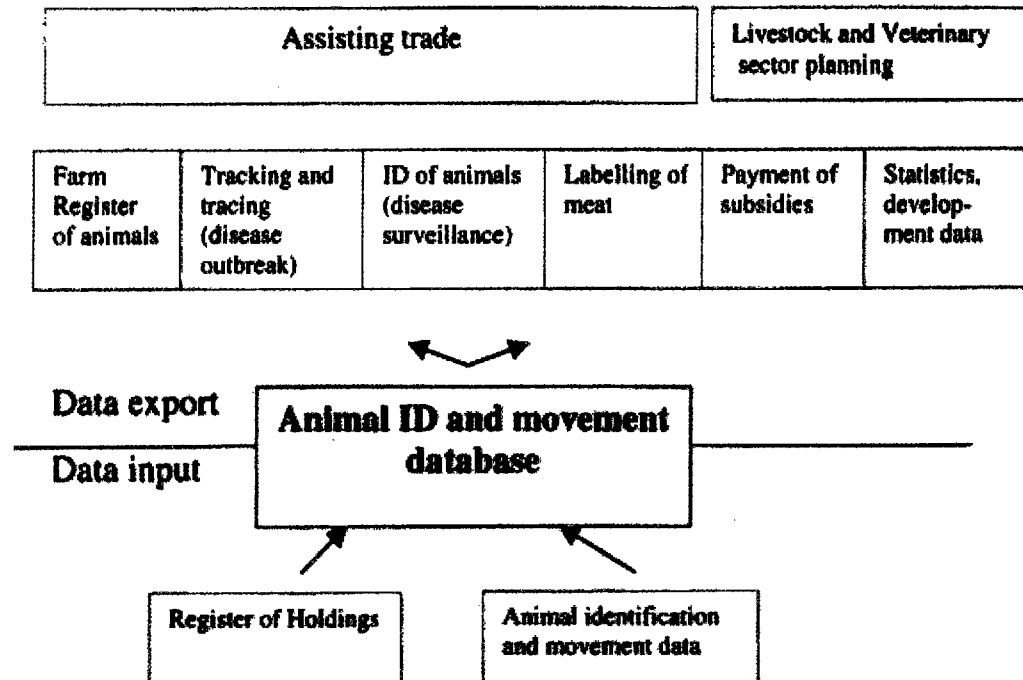 Assisting trade
Livestock and Veterinary
sector planning
Farm
Register
of animals
Tracking and
tracing
(disease
outbreak)
ID of animals
(disease
surveillance)
Labelling of
meat
Payment of
subsidies
Statistics,
develop-
ment data
Data export
Animal ID and movement
database
Data input
Register of Holdings
Animal identification
and movement data